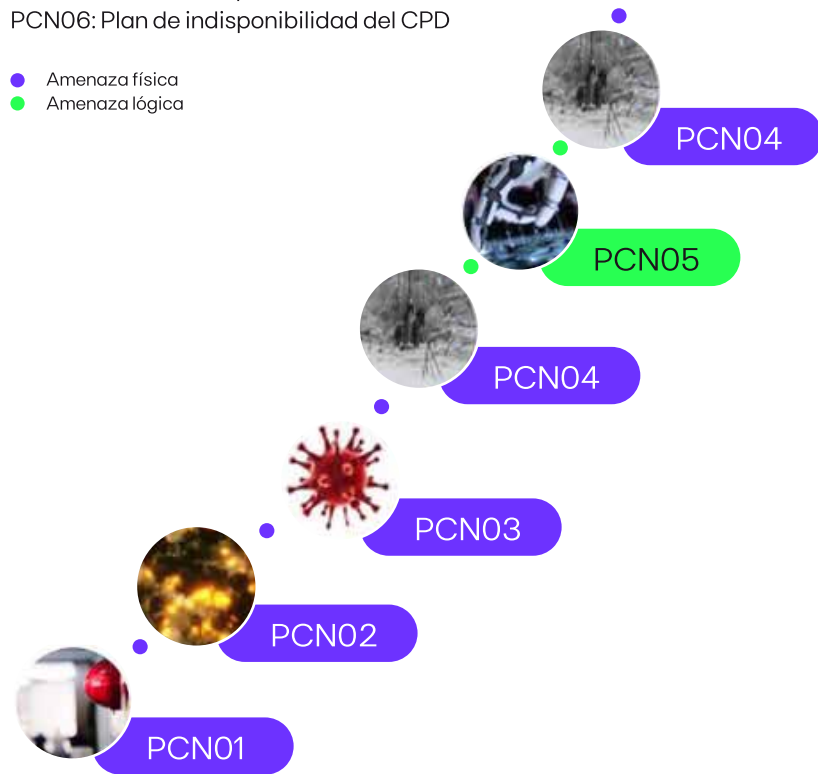 PCN06: Plan de indisponibilidad del CPD
Amenaza física
Amenaza lógica
PCN04
PCN05
PCN04
PCN03
PCN02
PCN01